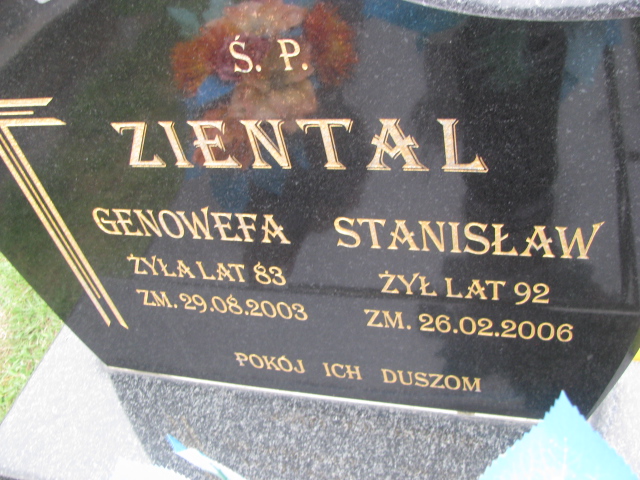 Ś. P.
ZIENTAL
GENOWEFA STANISŁAW
ŻYŁA LAT 83 ŻYŁ LAT 92
ZM. 29.08.2003 ZM. 26.02.2006
POKÓJ ICH DUSZOM